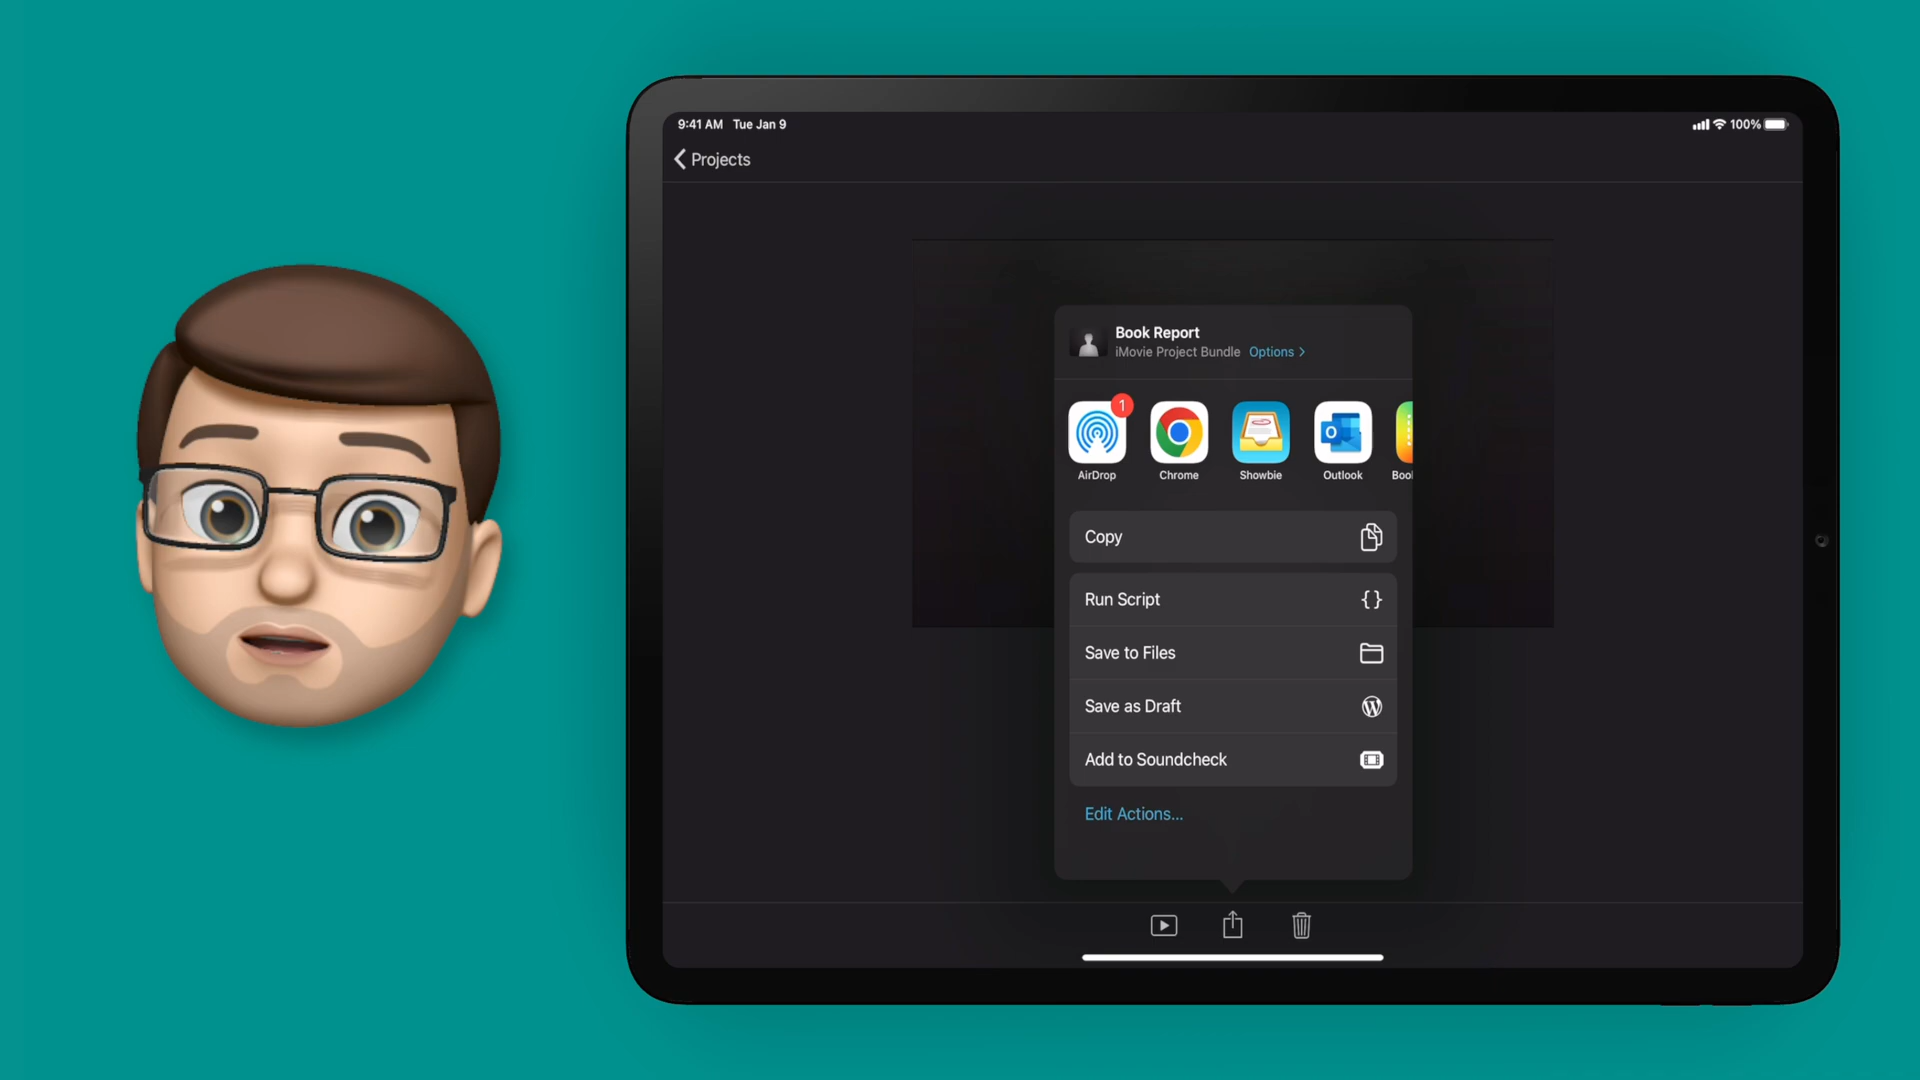 9:41 AM Tue Jan 9
100%
Projects
Book Report
iMovie Project Bundle Options
1
AirDrop
Chrome
Showbie
Outlook
Boo
Copy
Run Script
Save to Files
Save as Draft
Add to Soundcheck
Edit Actions...